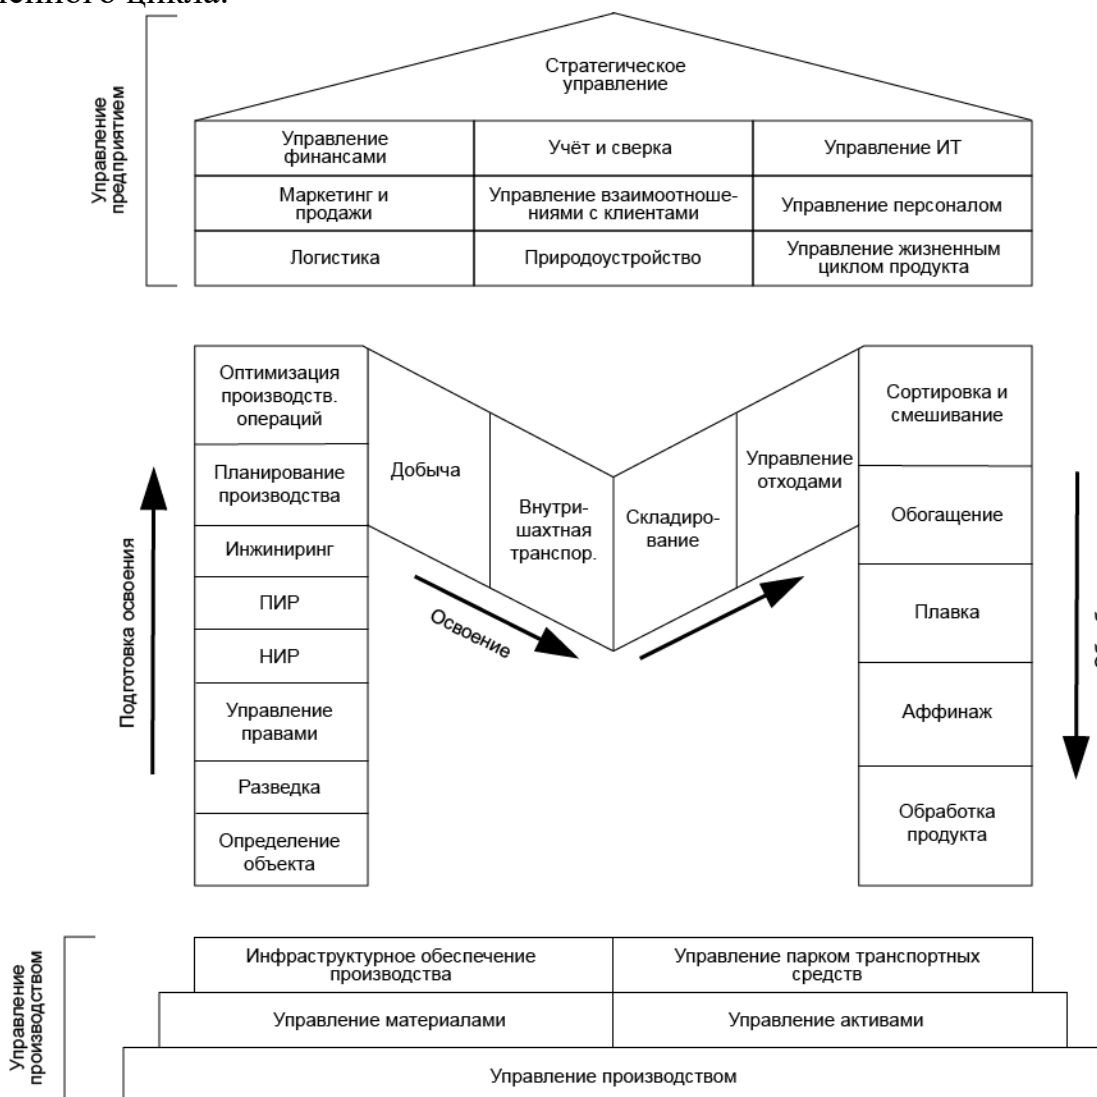 цикла.
Стратегическое
управление
Управление
предприятием
Управление
финансами
Учёт и сверка
Управление ИТ
Маркетинг и
продажи
Управление взаимоотноше-
ниями с клиентами
Управление персоналом
Логистика
Природоустройство
Управление жизненным
циклом продукта
Подготовка освоения
Оптимизация
производств.
операций
Планирование
производства
Инжиниринг
ПИР
НИР
Управление
правами
Разведка
Определение
объекта
Добыча
Внутри-
шахтная
транспор.
Складиро-
вание
Управление
отходами
Освоение
Сортировка и
смешивание
Обогащение
Плавка
Аффинаж
Обработка
продукта
Управление
производством
Инфраструктурное обеспечение
производства
Управление парком транспортных
средств
Управление материалами
Управление активами
Управление производством